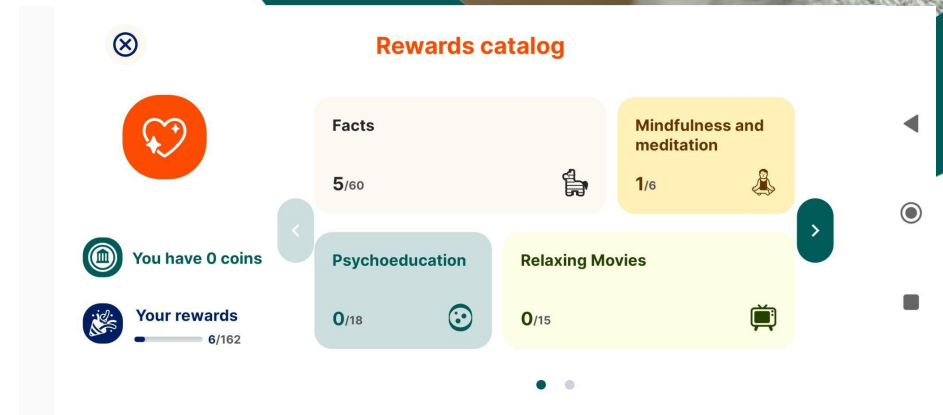 Rewards catalog
Facts
5/60
Mindfulness and
meditation
1/6
You have 0 coins
Your rewards
6/162
Psychoeducation
0/18
Relaxing Movies
0/15